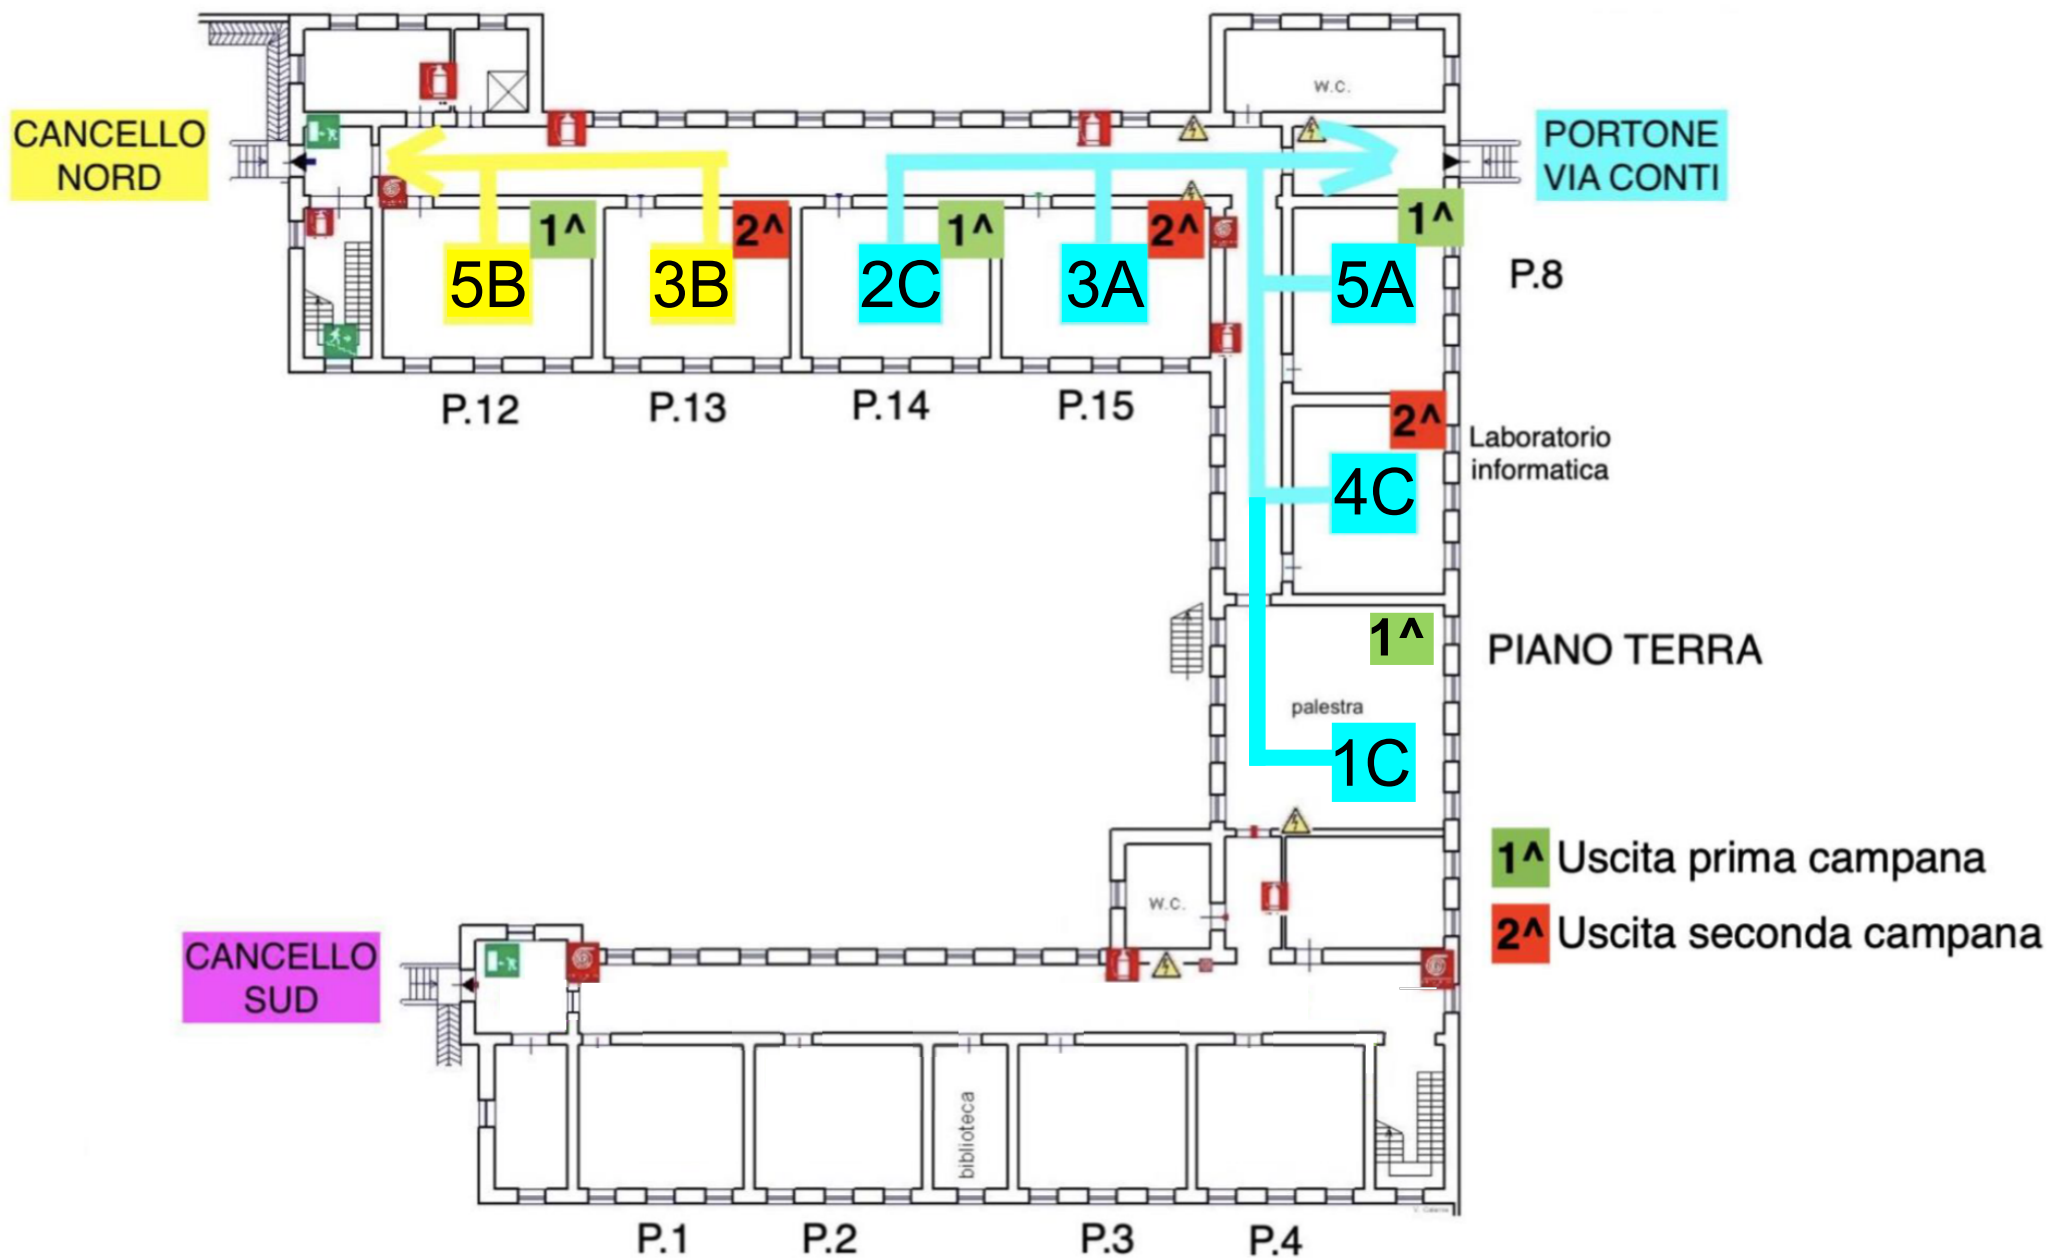 W.C.
CANCELLO
NORD
PORTONE
VIA CONTI
1^
2^
1^
2^
1^
5B
3B
2C
3A
5A
P.8
P.12
P.13
P.14
P.15
2^
Laboratorio
informatica
4C
1^
PIANO TERRA
palestra
1C
1^ Uscita prima campana
W.C.
2^ Uscita seconda campana
CANCELLO
SUD
biblioteca
P.1
P.2
P.3
P.4